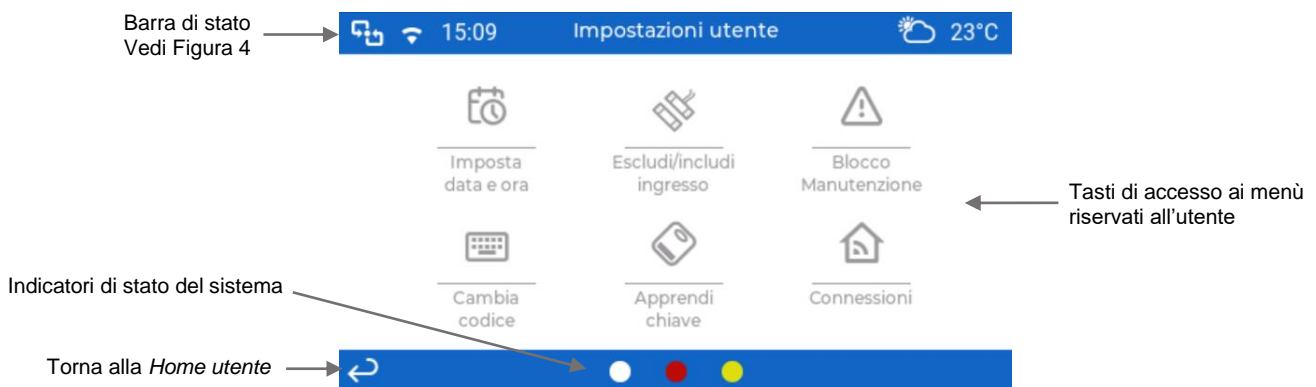 Barra di stato
Vedi Figura 4
15:09 Impostazioni utente 23°C
Imposta
data e ora
Escludi/includi
ingresso
Blocco
Manutenzione
Tasti di accesso ai menù
riservati all'utente
Indicatori di stato del sistema
Cambia
codice
Apprendi
chiave
Connessioni
Torna alla Home utente